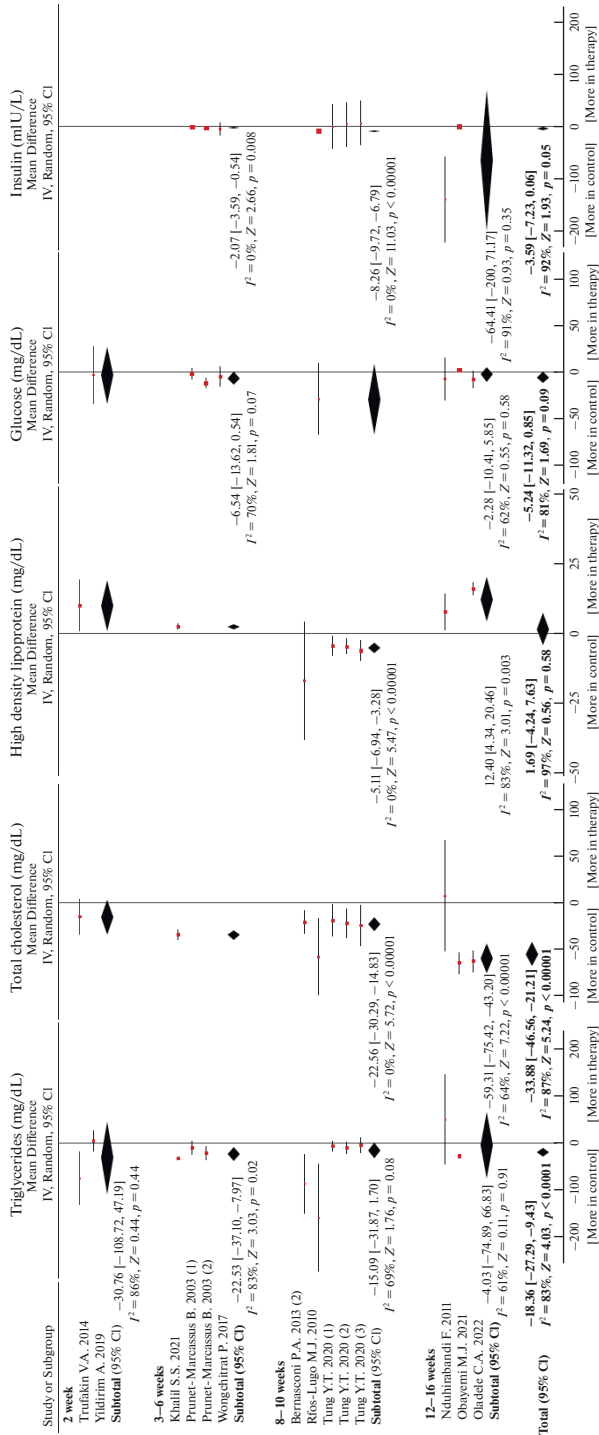 Study or Subgroup
Triglycerides (mg/dL)
Mean Difference
IV, Random, 95% CI
Total cholesterol (mg/dL)
Mean Difference
IV, Random, 95% CI
High density lipoprotein (mg/dL)
Mean Difference
IV, Random, 95% CI
Glucose (mg/dL)
Mean Difference
IV, Random, 95% CI
Insulin (mIU/L)
Mean Difference
IV, Random, 95% CI
2 week
Trufakin V.A. 2014
Yildirim A. 2019
Subtotal (95% CI) −30.76 [−108.72, 47.19]
I² = 86%, Z = 0.44, p = 0.44
3–6 weeks
Khalil S.S. 2021
Prunet-Marcassus B. 2003 (1)
Prunet-Marcassus B. 2003 (2)
Wongchitrat P. 2017
Subtotal (95% CI) −22.53 [−37.10, −7.97] −6.54 [−13.62, 0.54] −2.07 [−3.59, −0.54]
I² = 83%, Z = 3.03, p = 0.02 I² = 70%, Z = 1.81, p = 0.07 I² = 0%, Z = 2.66, p = 0.008
8–10 weeks
Bernasconi P.A. 2013 (2)
Ríos-Lugo M.J. 2010
Tung Y.T. 2020 (1)
Tung Y.T. 2020 (2)
Tung Y.T. 2020 (3)
Subtotal (95% CI) −15.09 [−31.87, 1.70] −22.56 [−30.29, −14.83] −5.11 [−6.94, −3.28] −8.26 [−9.72, −6.79]
I² = 69%, Z = 1.76, p = 0.08 I² = 0%, Z = 5.72, p < 0.00001 I² = 0%, Z = 5.47, p < 0.00001 I² = 0%, Z = 11.03, p < 0.00001
12–16 weeks
Nduhirabandi F. 2011
Obayemi M.J. 2021
Oladele C.A. 2022
Subtotal (95% CI) −4.03 [−74.89, 66.83] −59.31 [−75.42, −43.20] 12.40 [4.34, 20.46] −2.28 [−10.41, 5.85] −64.41 [−200, 71.17]
I² = 61%, Z = 0.11, p = 0.91 I² = 64%, Z = 7.22, p < 0.00001 I² = 83%, Z = 3.01, p = 0.003 I² = 62%, Z = 0.55, p = 0.58 I² = 91%, Z = 0.93, p = 0.35
Total (95% CI) −18.36 [−27.29, −9.43] −33.88 [−46.56, −21.21] 1.69 [−4.24, 7.63] −5.24 [−11.32, 0.85] −3.59 [−7.23, 0.06]
I² = 83%, Z = 4.03, p < 0.0001 I² = 87%, Z = 5.24, p < 0.00001 I² = 97%, Z = 0.56, p = 0.58 I² = 81%, Z = 1.69, p = 0.09 I² = 92%, Z = 1.93, p = 0.05
−200 −100 0 100 200 −100 −50 0 50 100 −50 −25 0 25 50 −100 −50 0 50 100 −200 −100 0 100 200
[More in control] [More in therapy] [More in control] [More in therapy] [More in control] [More in therapy] [More in control] [More in therapy] [More in control] [More in therapy]